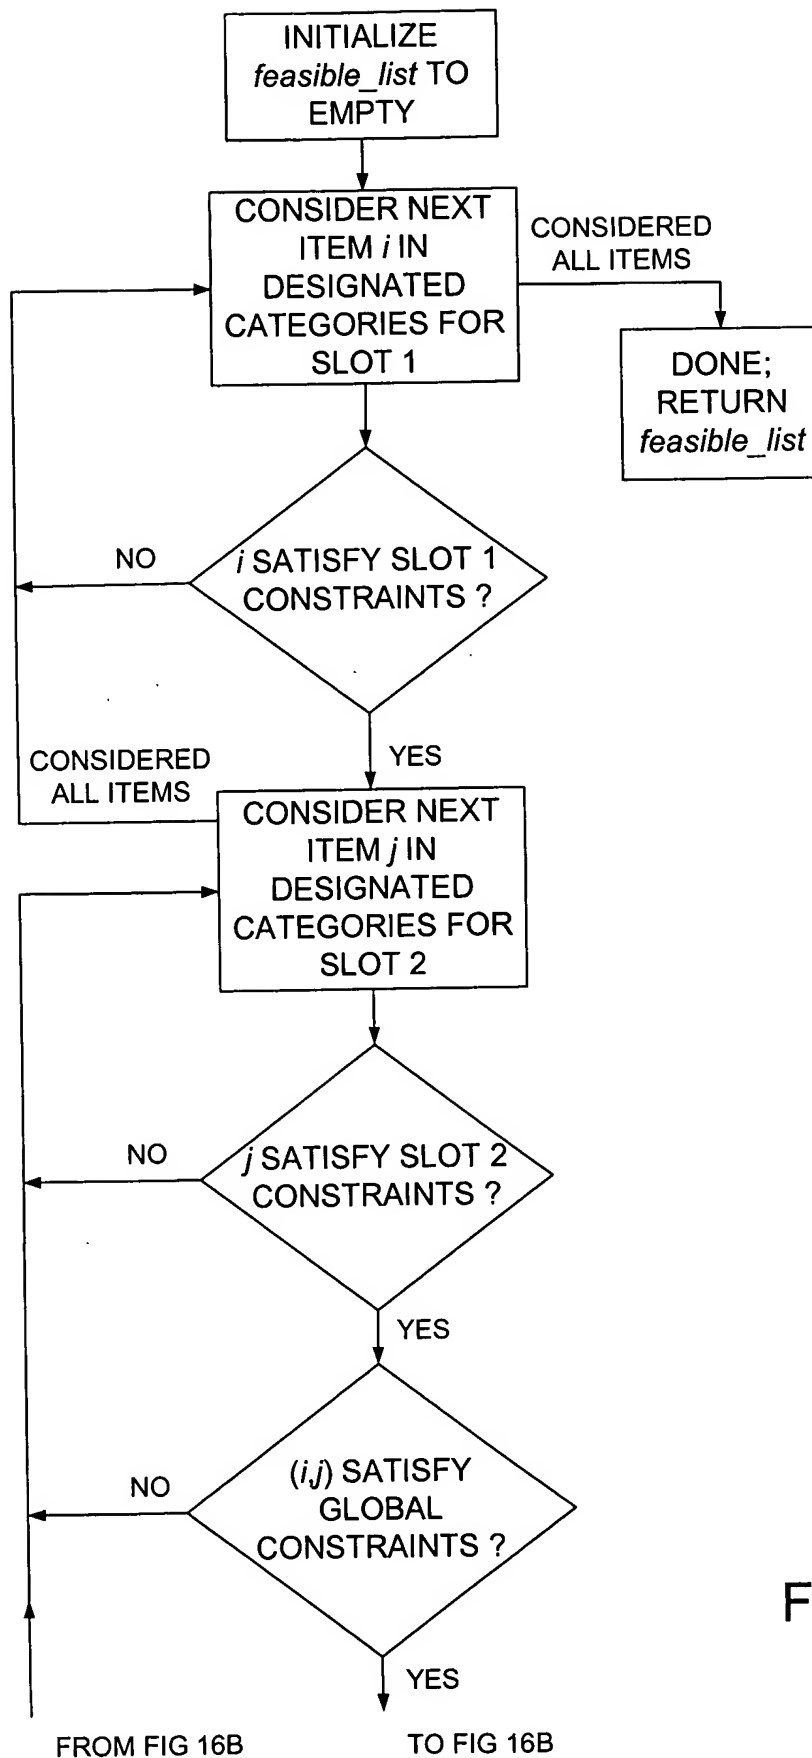 INITIALIZE
feasible_list TO
EMPTY
CONSIDER NEXT
ITEM i IN
DESIGNATED
CATEGORIES FOR
SLOT 1
CONSIDERED
ALL ITEMS
DONE;
RETURN
feasible_list
NO
i SATISFY SLOT 1
CONSTRAINTS ?
YES
CONSIDERED
ALL ITEMS
CONSIDER NEXT
ITEM j IN
DESIGNATED
CATEGORIES FOR
SLOT 2
NO
j SATISFY SLOT 2
CONSTRAINTS ?
YES
NO
(i,j) SATISFY
GLOBAL
CONSTRAINTS ?
F
YES
FROM FIG 16B
TO FIG 16B